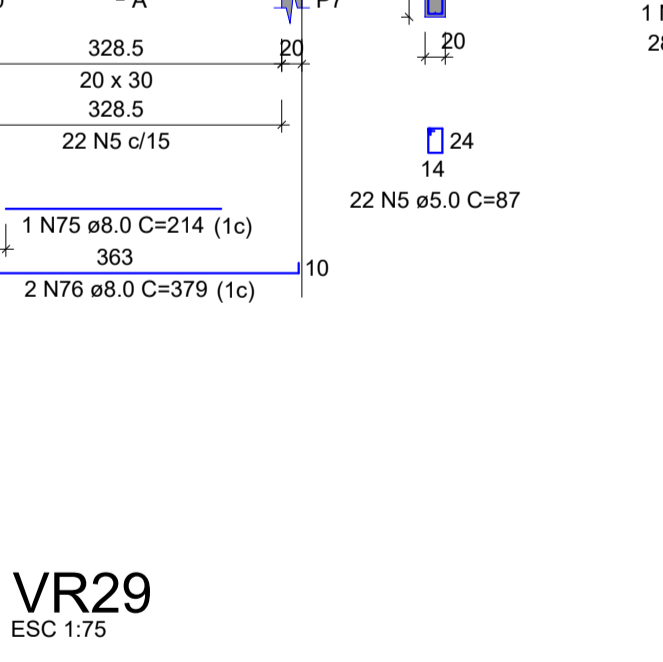 A
P7
328.5
20
20
20 x 30
328.5
22 N5 c/15
24
14
22 N5 ø5.0 C=87
1 N75 ø8.0 C=214 (1c)
363
10
2 N76 ø8.0 C=379 (1c)
VR29
ESC 1:75